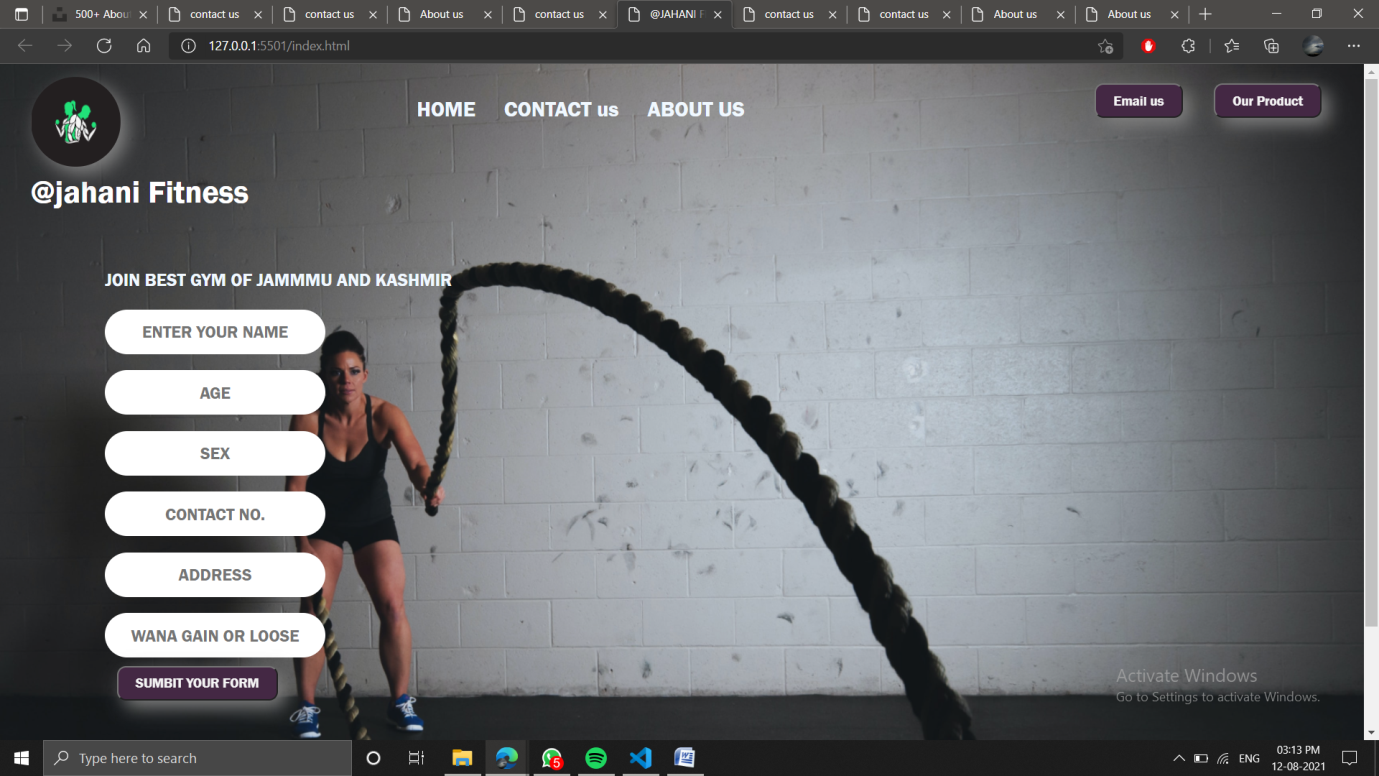 500+ Abou
contact us
contact us
About us
contact us
@JAHANI F
contact us
contact us
About us
About us
127.0.0.1:5501/index.html
HOME
CONTACT us
ABOUT US
Email us
Our Product
@jahani Fitness
JOIN BEST GYM OF JAMMMU AND KASHMIR
ENTER YOUR NAME
AGE
SEX
CONTACT NO.
ADDRESS
WANA GAIN OR LOOSE
SUMBIT YOUR FORM
Activate Windows
Go to Settings to activate Windows.
Type here to search
5
ENG
03:13 PM
12-08-2021